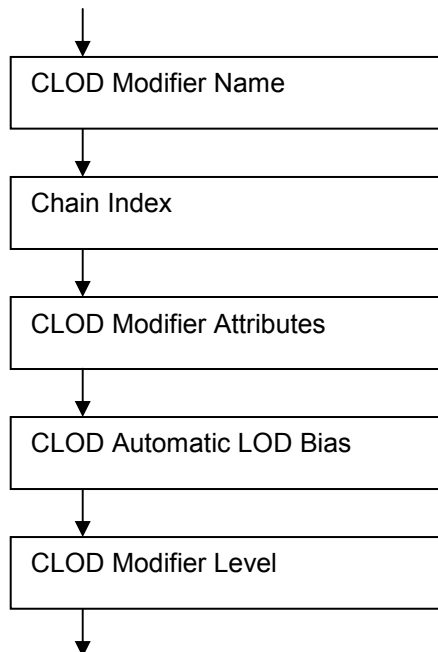 CLOD Modifier Name
Chain Index
CLOD Modifier Attributes
CLOD Automatic LOD Bias
CLOD Modifier Level